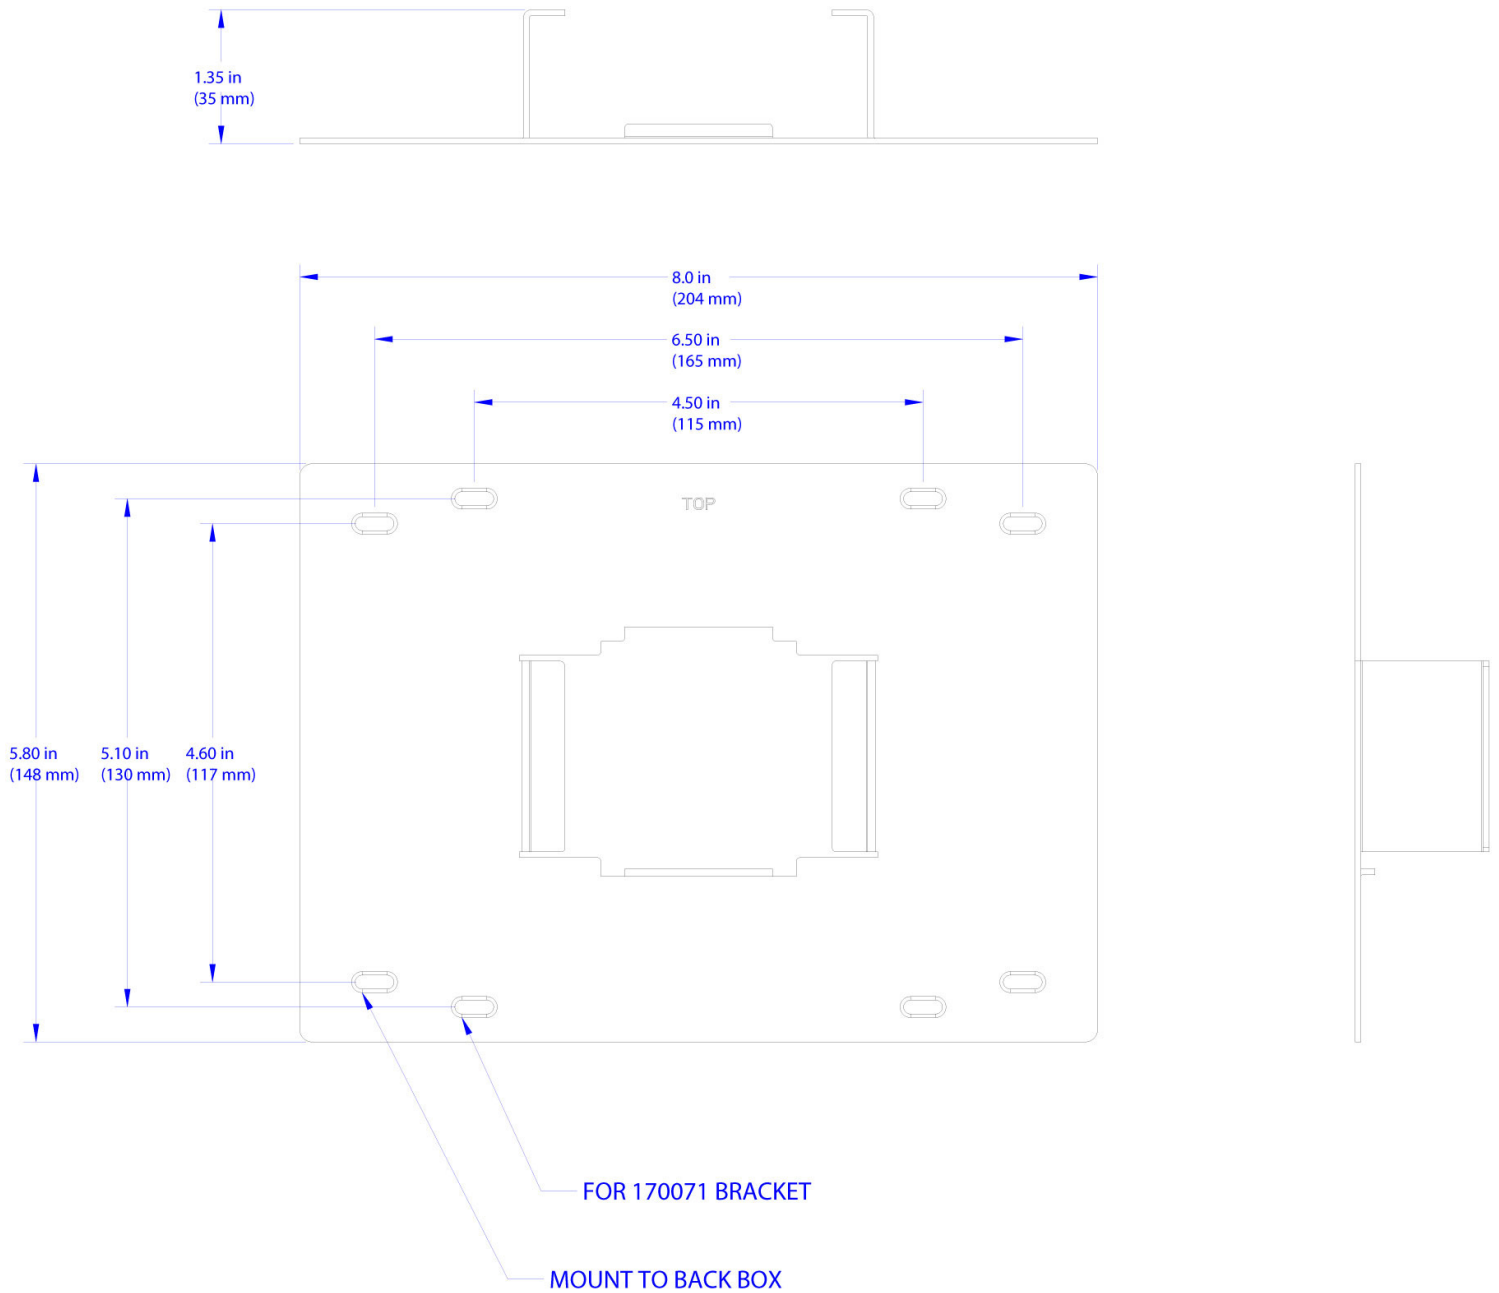 1.35 in
(35 mm)
8.0 in
(204 mm)
6.50 in
(165 mm)
4.50 in
(115 mm)
TOP
5.80 in
(148 mm)
5.10 in
(130 mm)
4.60 in
(117 mm)
FOR 170071 BRACKET
MOUNT TO BACK BOX